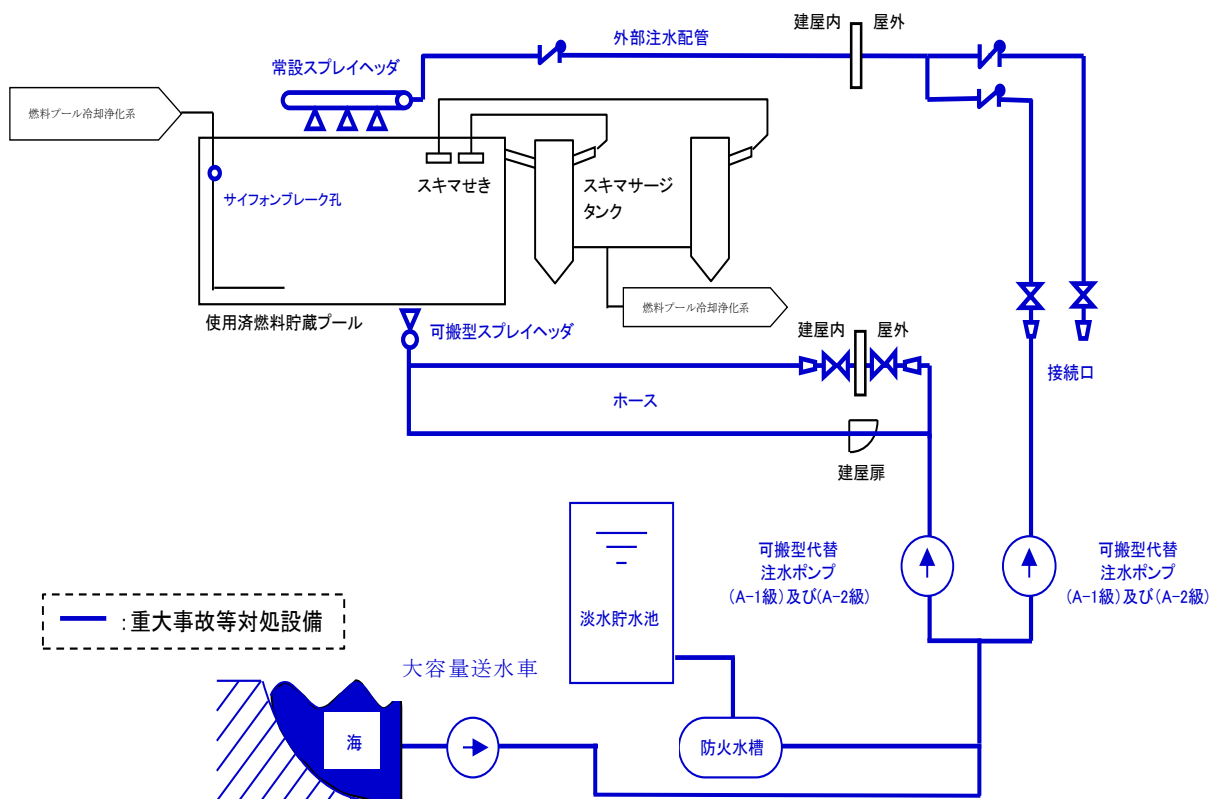 建屋内
屋外
外部注水配管
常設スプレイヘッダ
燃料プール冷却浄化系
スキマせき
スキマサージ
タンク
サイフォンブレーク孔
燃料プール冷却浄化系
使用済燃料貯蔵プール
可搬型スプレイヘッダ
建屋内
屋外
接続口
ホース
建屋扉
可搬型代替
注水ポンプ
(A-1級)及び(A-2級)
可搬型代替
注水ポンプ
(A-1級)及び(A-2級)
淡水貯水池
:重大事故等対処設備
大容量送水車
海
防火水槽